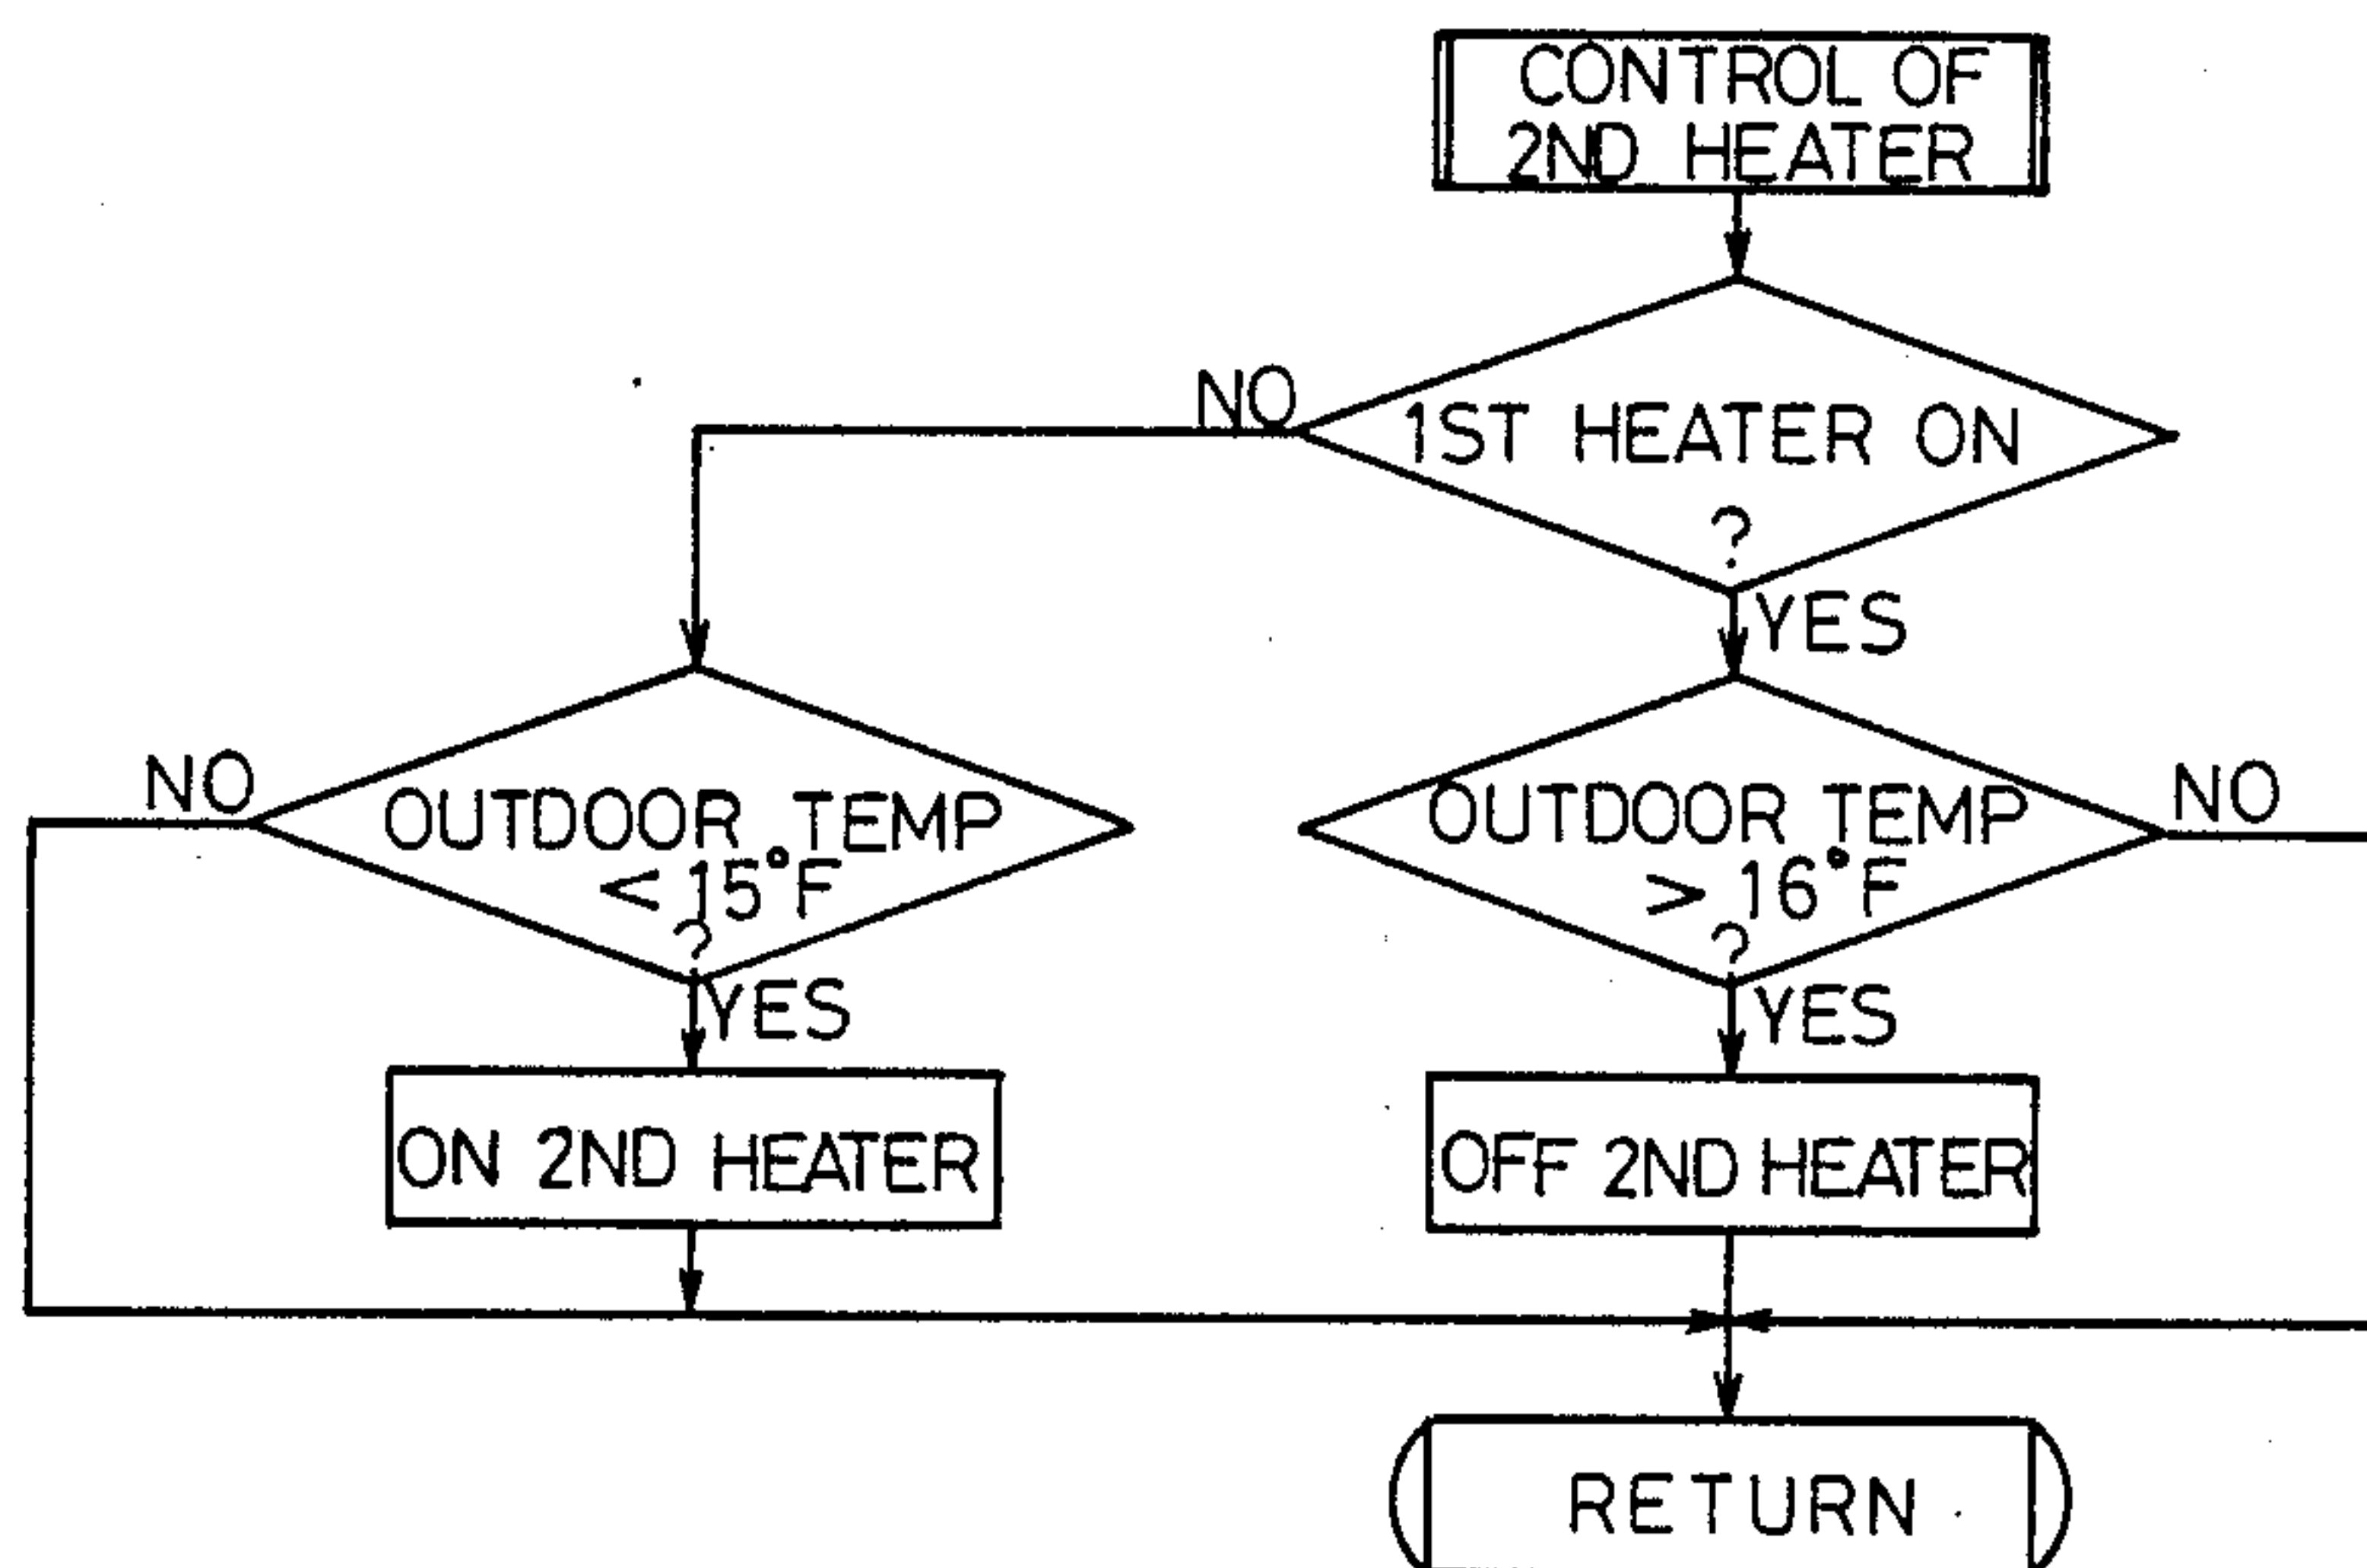 CONTROL OF
2ND HEATER
NO
1ST HEATER ON
?
YES
NO
OUTDOOR TEMP
< 15°F
?
YES
OUTDOOR TEMP
> 16°F
?
NO
YES
ON 2ND HEATER
OFF 2ND HEATER
RETURN